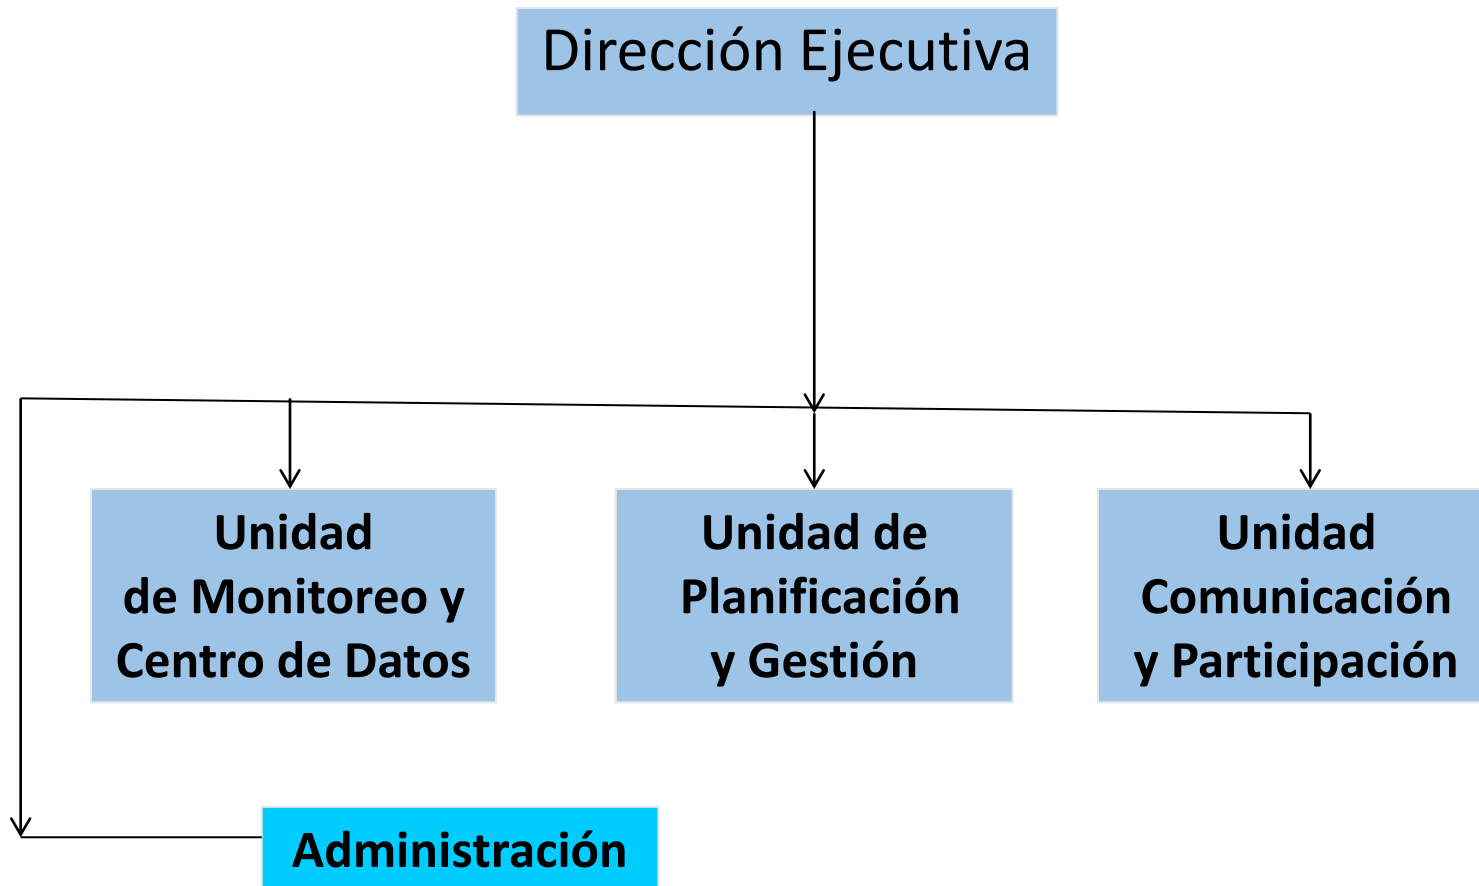 Dirección Ejecutiva
Unidad
de Monitoreo y
Centro de Datos
Unidad de
Planificación
y Gestión
Unidad
Comunicación
y Participación
Administración